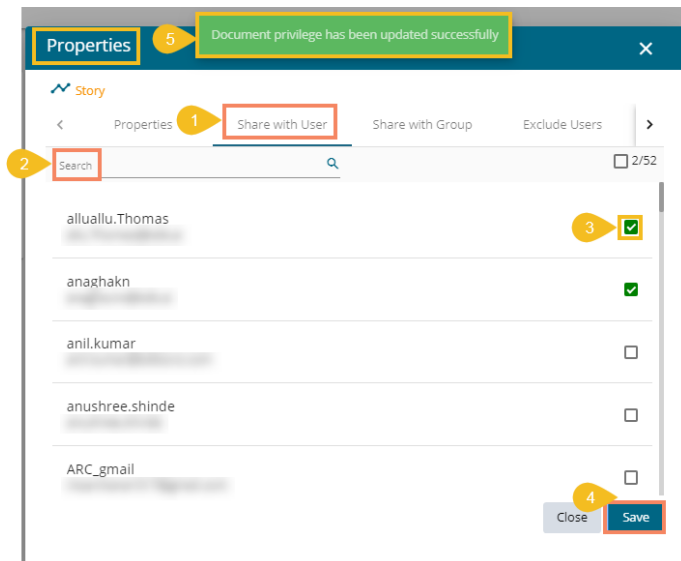 Document privilege has been updated successfully
5
Properties
Story
Properties
1
Share with User
Share with Group
Exclude Users
2
Search
2/52
alluallu.Thomas
3
anaghakn
anil.kumar
anushree.shinde
ARC_gmail
4
Close
Save